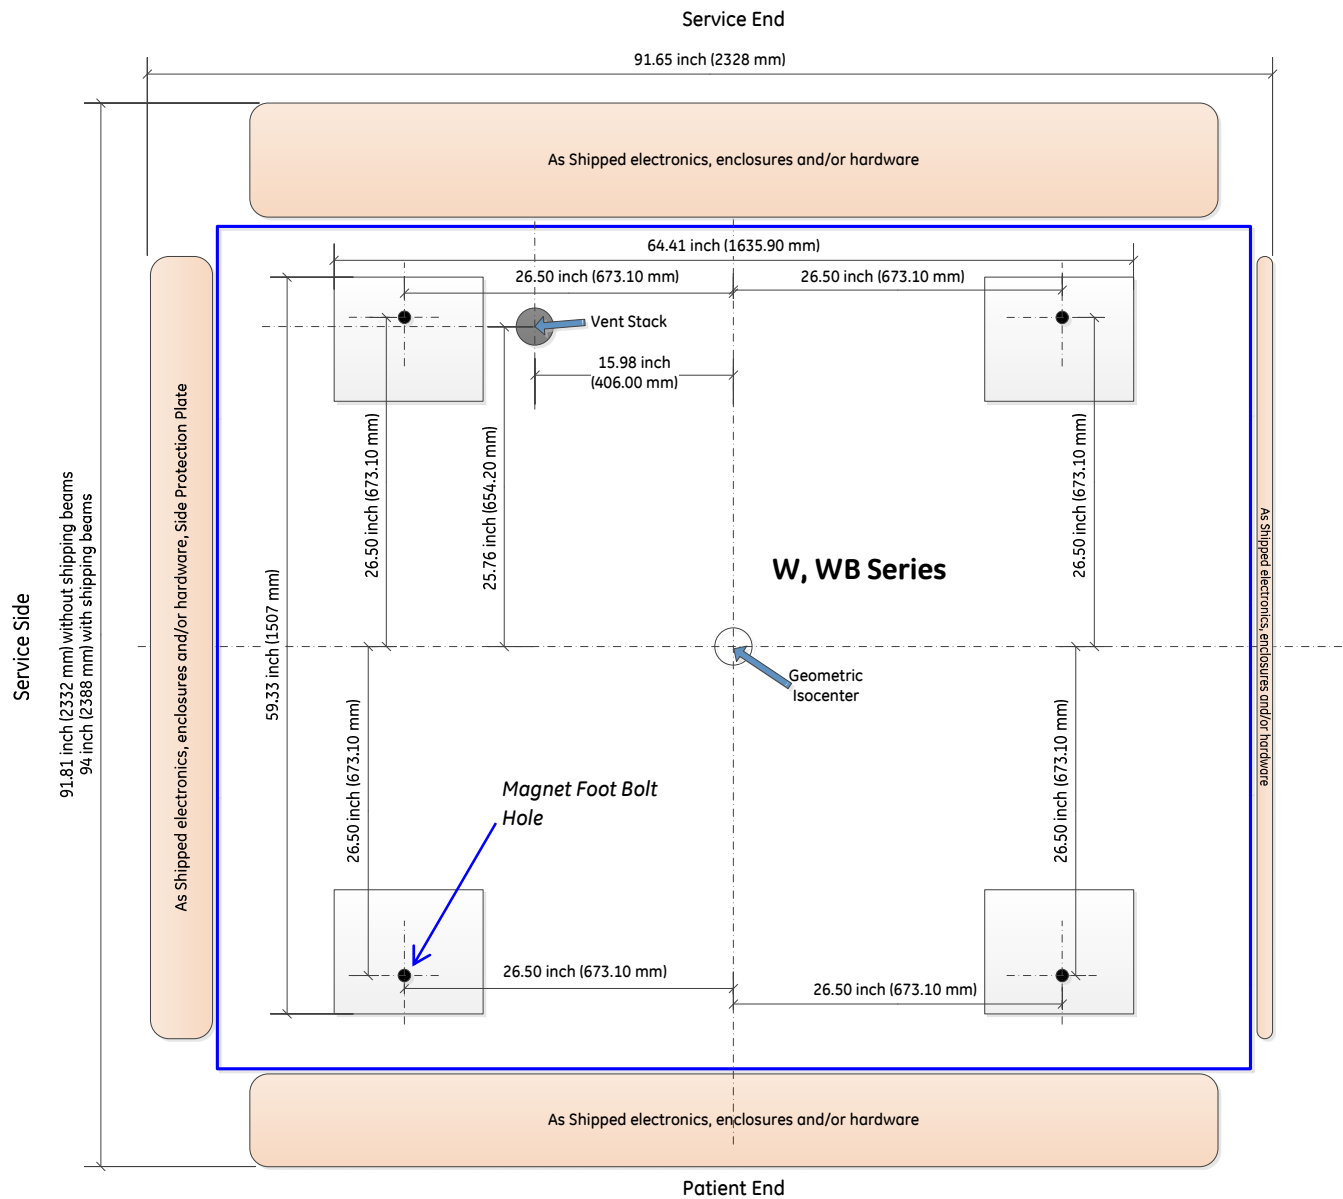 Service End
91.65 inch (2328 mm)
As Shipped electronics, enclosures and/or hardware
64.41 inch (1635.90 mm)
26.50 inch (673.10 mm)
26.50 inch (673.10 mm)
Vent Stack
15.98 inch
(406.00 mm)
26.50 inch (673.10 mm)
25.76 inch (654.20 mm)
26.50 inch (673.10 mm)
As Shipped electronics, enclosures and/or hardware, Side Protection Plate
91.81 inch (2332 mm) without shipping beams
94 inch (2388 mm) with shipping beams
Service Side
59.33 inch (1507 mm)
W, WB Series
As Shipped electronics, enclosures and/or hardware
Geometric
Isocenter
26.50 inch (673.10 mm)
26.50 inch (673.10 mm)
Magnet Foot Bolt
Hole
26.50 inch (673.10 mm)
26.50 inch (673.10 mm)
As Shipped electronics, enclosures and/or hardware
Patient End